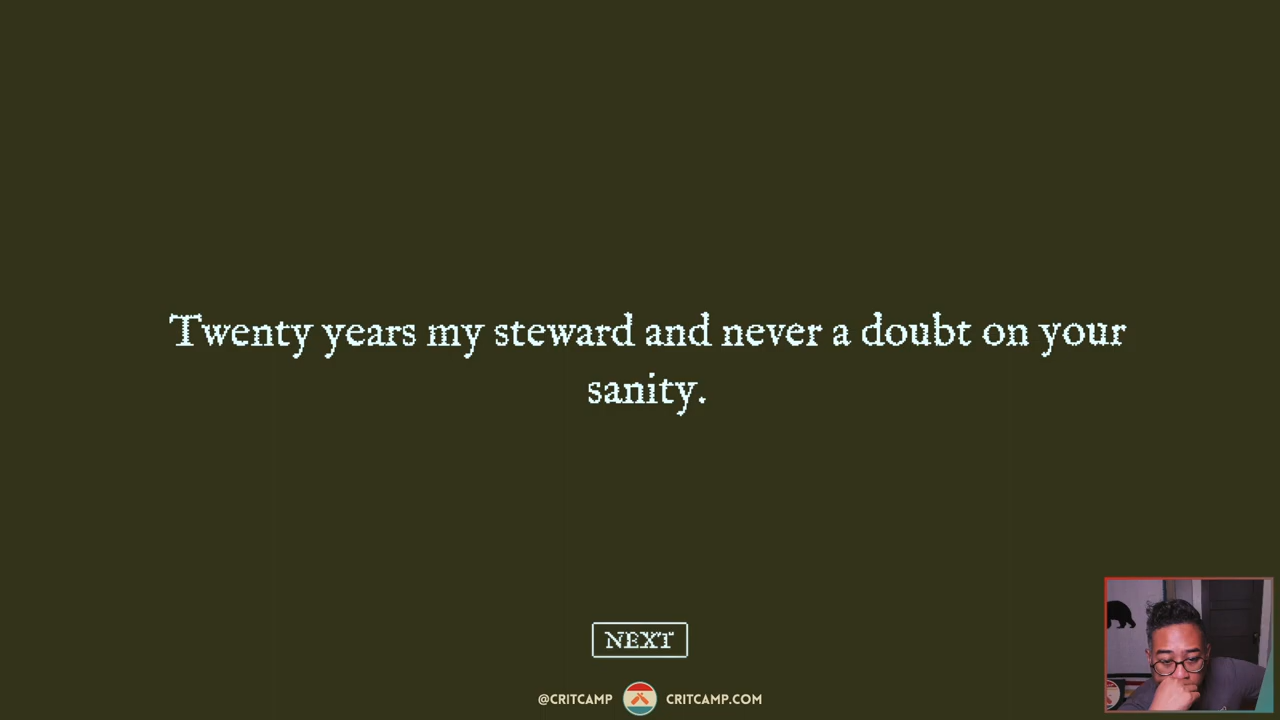 Twenty years my steward and never a doubt on your
sanity.
NEXT
@CRITCAMP CRITCAMP.COM